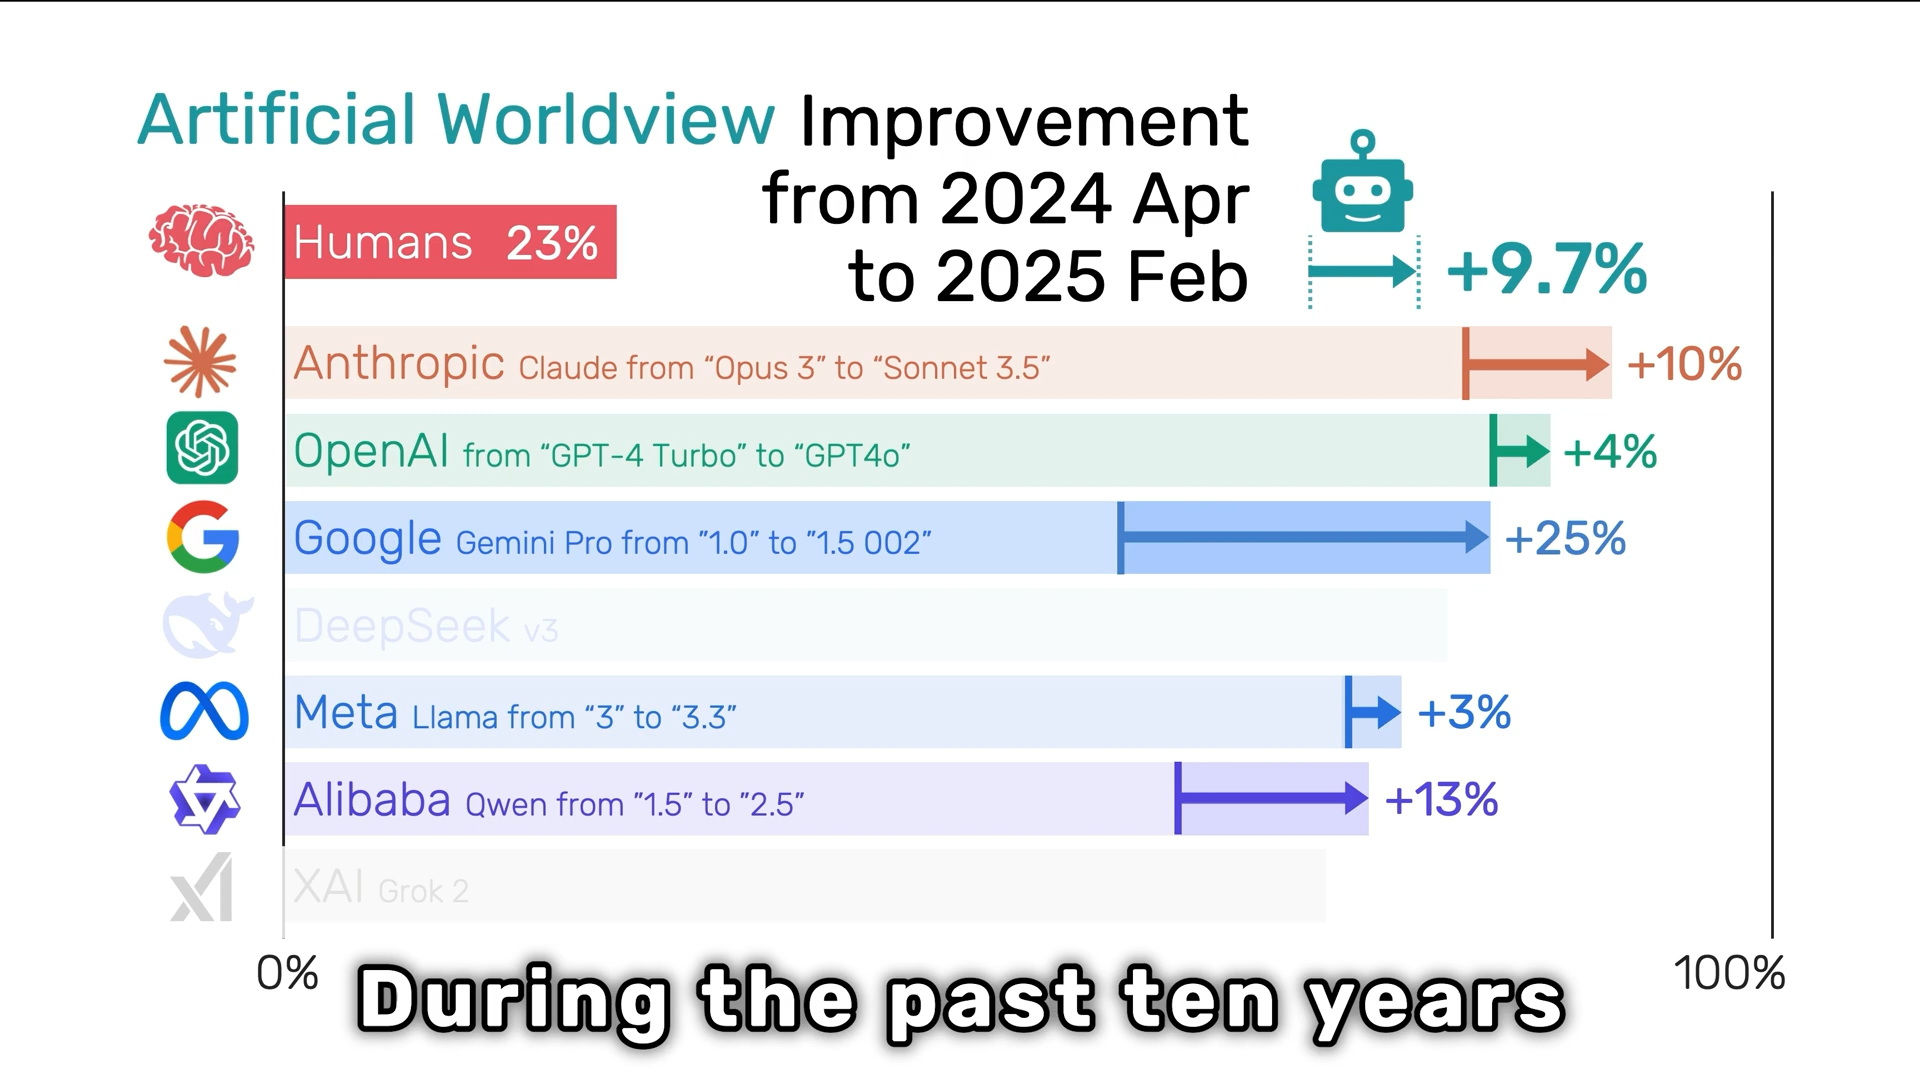 Artificial Worldview Improvement
from 2024 Apr
to 2025 Feb
+9.7%
Humans 23%
Anthropic Claude from “Opus 3” to “Sonnet 3.5” +10%
OpenAI from “GPT-4 Turbo” to “GPT4o” +4%
Google Gemini Pro from ”1.0” to ”1.5 002” +25%
DeepSeek v3
Meta Llama from “3” to “3.3” +3%
Alibaba Qwen from ”1.5” to ”2.5” +13%
XAI Grok 2
0% 100%
During the past ten years